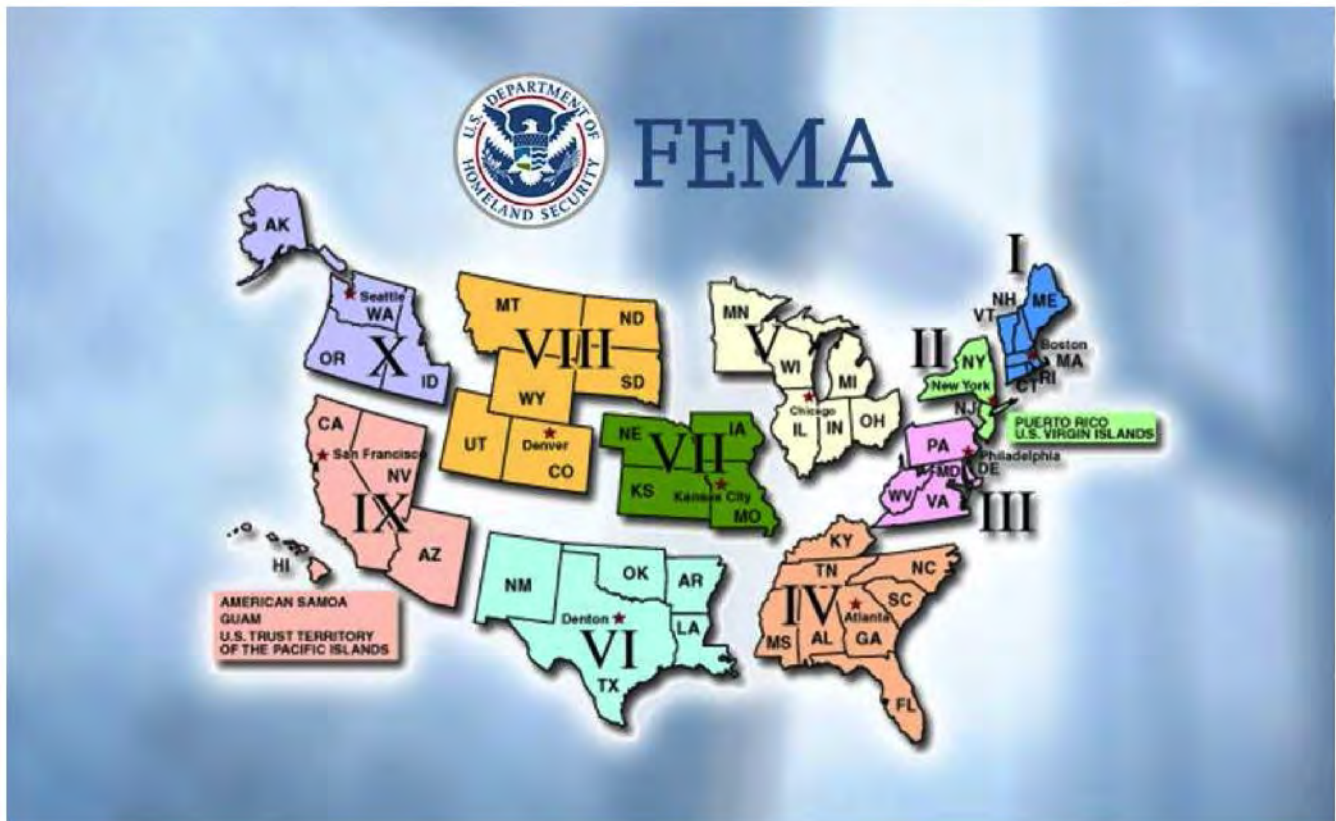 U.S. DEPARTMENT OF
HOMELAND SECURITY
FEMA
AK
Seattle
WA
OR
ID
X
MT
ND
VIII
SD
WY
UT
Denver
CO
MN
V
WI
MI
Chicago
IL
IN
OH
I
NH
ME
VT
Boston
MA
CT
RI
II
NY
New York
NJ
PUERTO RICO
U.S. VIRGIN ISLANDS
PA
Philadelphia
DE
MD
WV
VA
III
CA
San Francisco
NV
IX
AZ
HI
AMERICAN SAMOA
GUAM
U.S. TRUST TERRITORY
OF THE PACIFIC ISLANDS
NE
IA
VII
KS
Kansas City
MO
NM
OK
AR
Denton
LA
VI
TX
KY
TN
NC
IV
SC
Atlanta
MS
AL
GA
FL